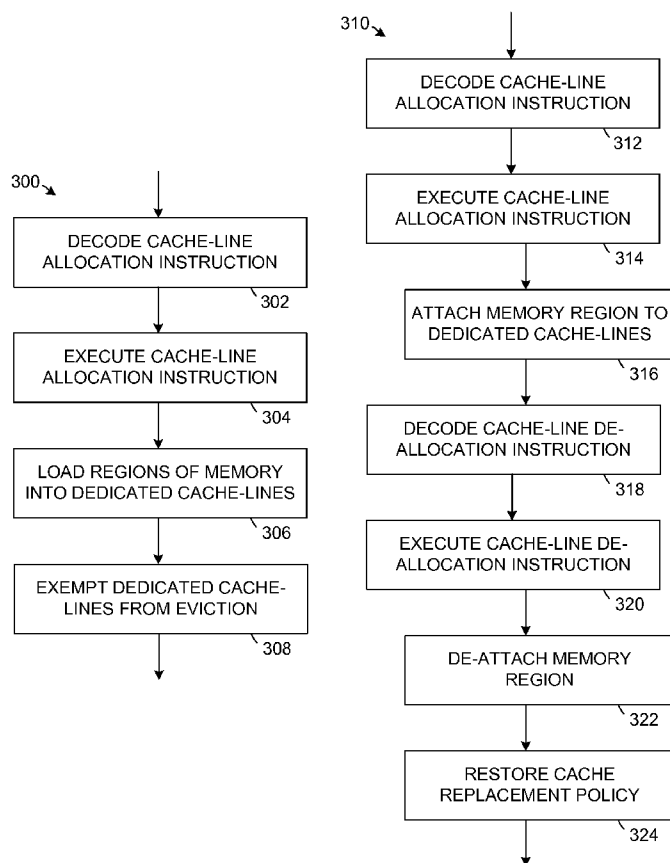 300
DECODE CACHE-LINE
ALLOCATION INSTRUCTION
302
EXECUTE CACHE-LINE
ALLOCATION INSTRUCTION
304
LOAD REGIONS OF MEMORY
INTO DEDICATED CACHE-LINES
306
EXEMPT DEDICATED CACHE-
LINES FROM EVICTION
308
310
DECODE CACHE-LINE
ALLOCATION INSTRUCTION
312
EXECUTE CACHE-LINE
ALLOCATION INSTRUCTION
314
ATTACH MEMORY REGION TO
DEDICATED CACHE-LINES
316
DECODE CACHE-LINE DE-
ALLOCATION INSTRUCTION
318
EXECUTE CACHE-LINE DE-
ALLOCATION INSTRUCTION
320
DE-ATTACH MEMORY
REGION
322
RESTORE CACHE
REPLACEMENT POLICY
324